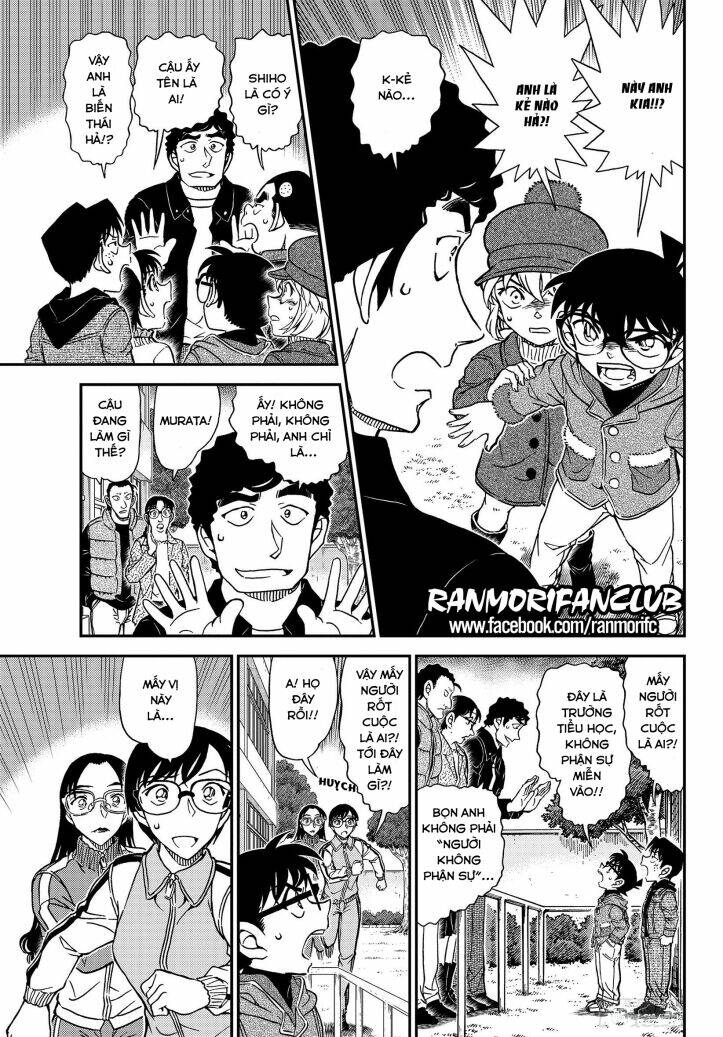 NÀY ANH
KIA!!?
ANH LÀ
KẺ NÀO
HẢ?!
K-KẺ
NÀO...
SHIHO
LÀ CÓ Ý
GÌ?
CẬU ẤY
TÊN LÀ
AI!
VẬY
ANH LÀ
BIẾN
THÁI
HẢ!?
ẤY! KHÔNG
PHẢI, KHÔNG
PHẢI, ANH CHỈ
LÀ...
MURATA!
CẬU
ĐANG
LÀM GÌ
THẾ?
RANMORIFANCLUB
www.facebook.com/ranmorifc
MẤY
NGƯỜI
RỐT
CUỘC
LÀ AI?!
ĐÂY LÀ
TRƯỜNG
TIỂU HỌC,
KHÔNG
PHẬN SỰ
MIỄN
VÀO!!
BỌN ANH
KHÔNG PHẢI
“NGƯỜI
KHÔNG
PHẬN SỰ”...
VẬY MẤY
NGƯỜI
RỐT
CUỘC
LÀ AI?!
TỚI ĐÂY
LÀM
GÌ?!
A! HỌ
ĐÂY
RỒI!!
HUỴCH
MẤY VỊ
NÀY
LÀ...